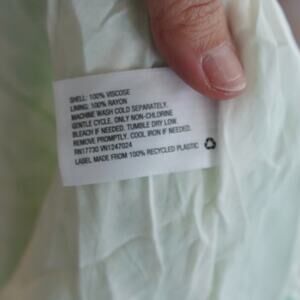 SHELL: 100% VISCOSE
LINING: 100% RAYON
MACHINE WASH COLD SEPARATELY.
GENTLE CYCLE. ONLY NON-CHLORINE
BLEACH IF NEEDED. TUMBLE DRY LOW.
REMOVE PROMPTLY. COOL IRON IF NEEDED.
RN17730 VN1247024
LABEL MADE FROM 100% RECYCLED PLASTIC